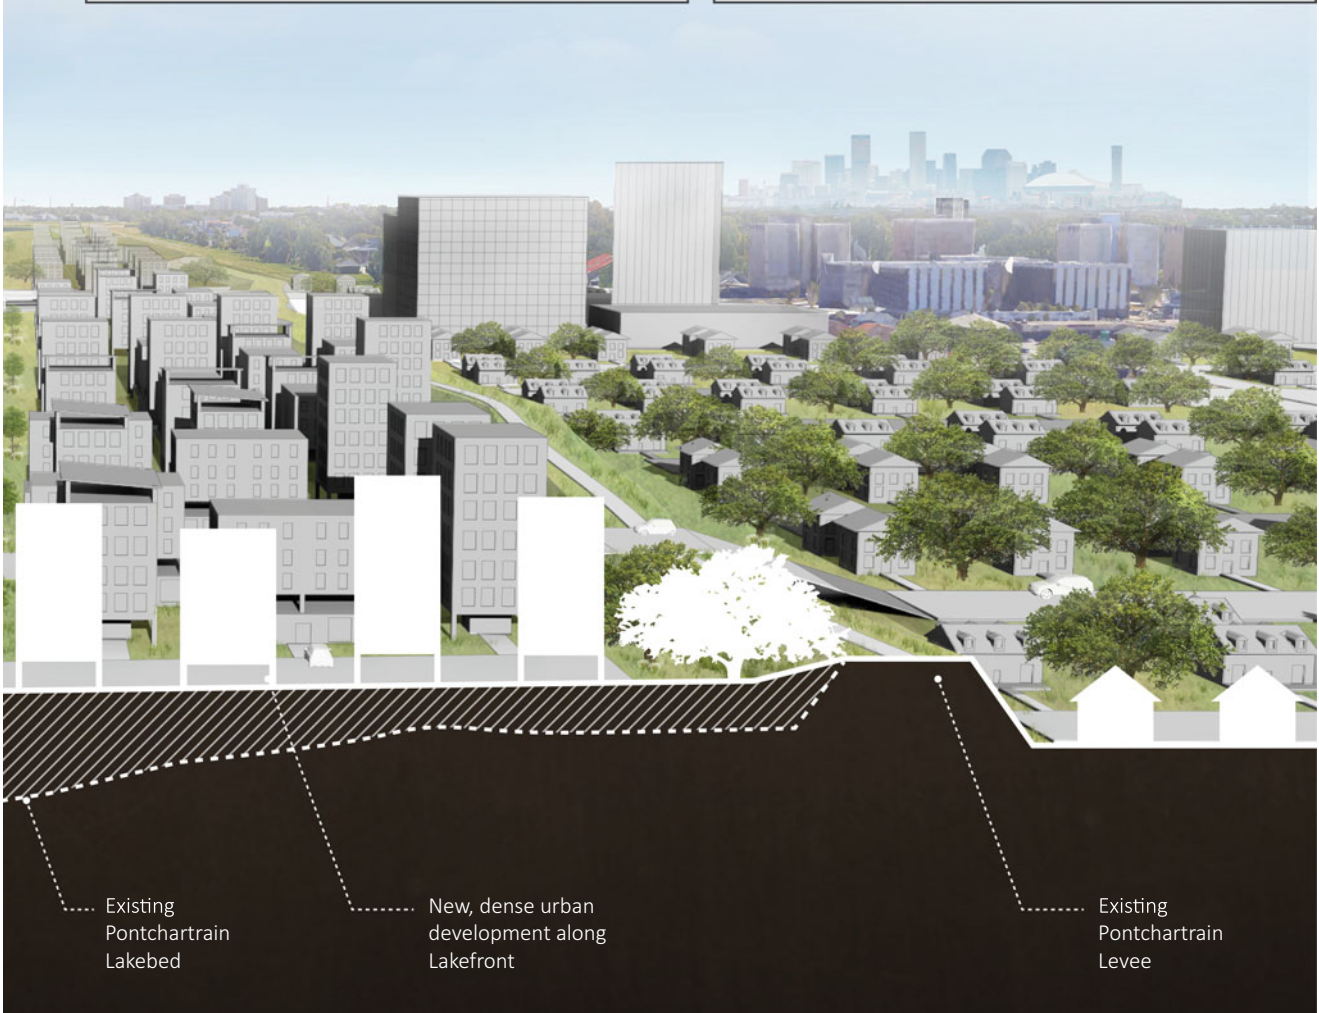 Existing
Pontchartrain
Lakebed
New, dense urban
development along
Lakefront
Existing
Pontchartrain
Levee